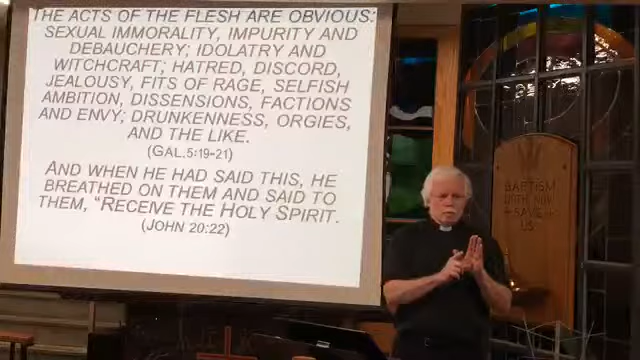 THE ACTS OF THE FLESH ARE OBVIOUS:
SEXUAL IMMORALITY, IMPURITY AND
DEBAUCHERY; IDOLATRY AND
WITCHCRAFT; HATRED, DISCORD,
JEALOUSY, FITS OF RAGE, SELFISH
AMBITION, DISSENSIONS, FACTIONS
AND ENVY; DRUNKENNESS, ORGIES,
AND THE LIKE.
(GAL.5:19-21)
AND WHEN HE HAD SAID THIS, HE
BREATHED ON THEM AND SAID TO
THEM, "RECEIVE THE HOLY SPIRIT.
(JOHN 20:22)
BAPTISM
DOTH NOW
SAVE
US